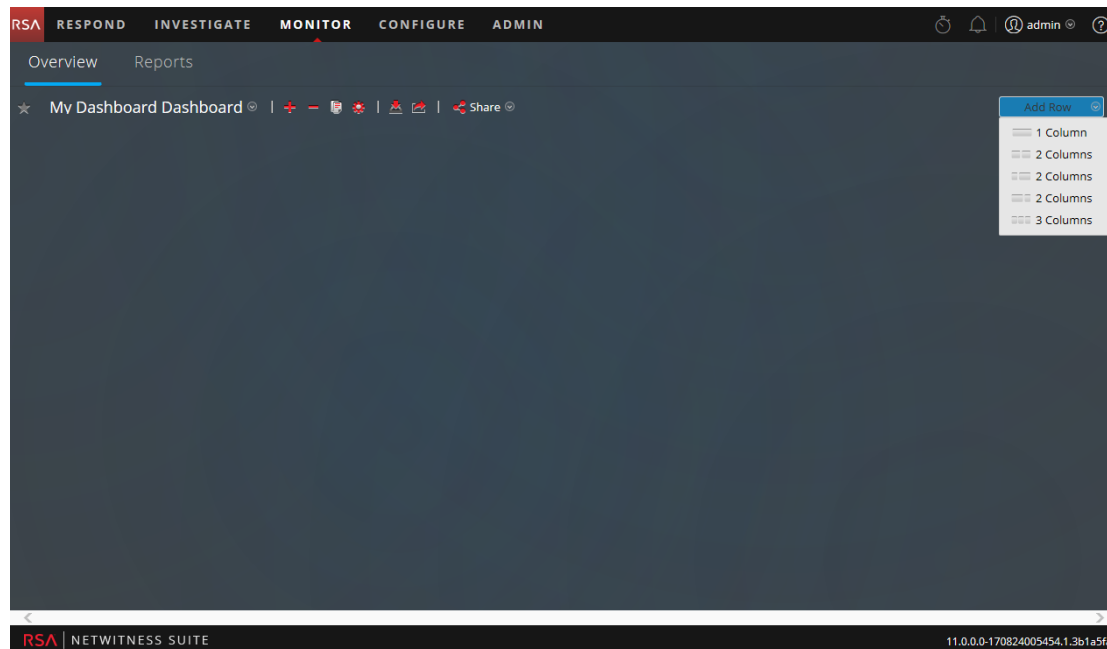 RSA RESPOND INVESTIGATE MONITOR CONFIGURE ADMIN admin ?
Overview Reports
My Dashboard Dashboard | | | Share Add Row
1 Column
2 Columns
2 Columns
2 Columns
3 Columns
RSA | NETWITNESS SUITE 11.0.0.0-170824005454.1.3b1a5f